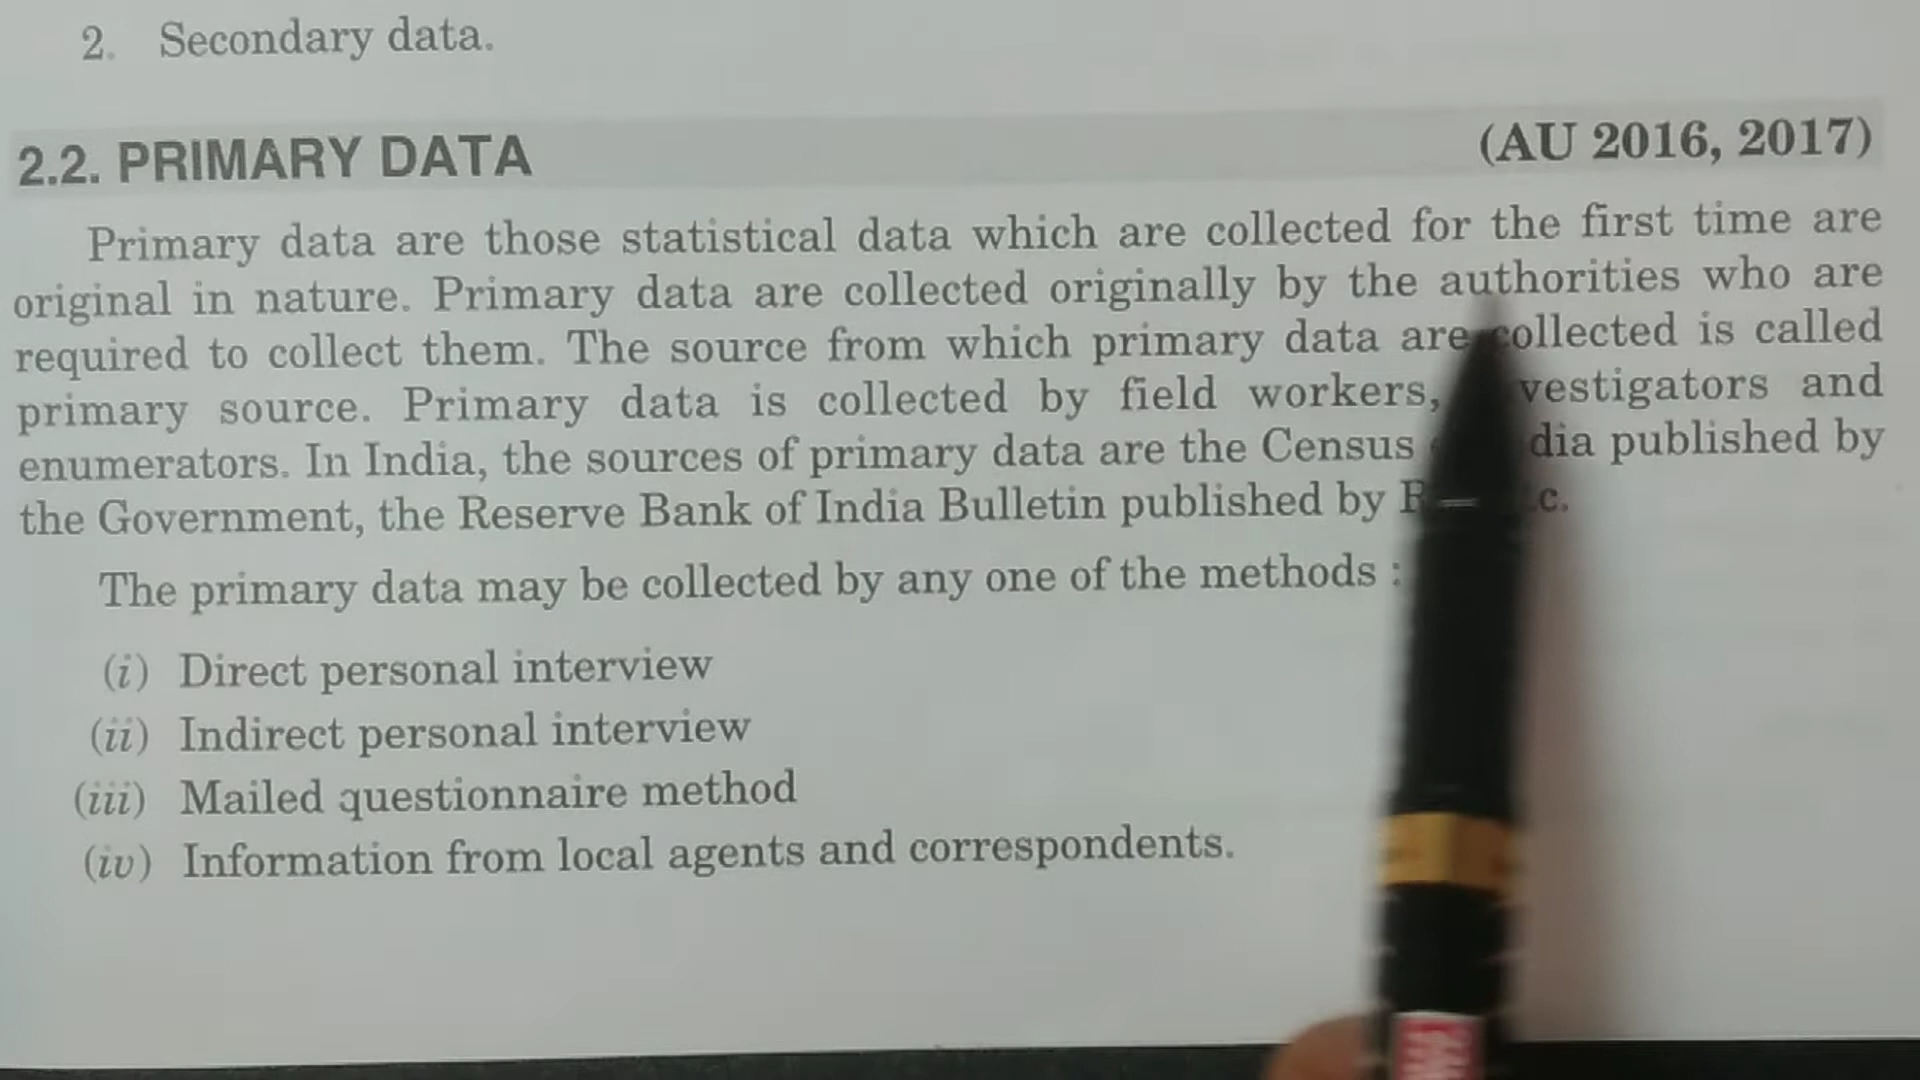 2. Secondary data.
2.2. PRIMARY DATA (AU 2016, 2017)
Primary data are those statistical data which are collected for the first time are
original in nature. Primary data are collected originally by the authorities who are
required to collect them. The source from which primary data are collected is called
primary source. Primary data is collected by field workers, and
enumerators. In India, the sources of primary data are the Census published by
the Government, the Reserve Bank of India Bulletin published by
The primary data may be collected by any one of the methods :
(i) Direct personal interview
(ii) Indirect personal interview
(iii) Mailed questionnaire method
(iv) Information from local agents and correspondents.